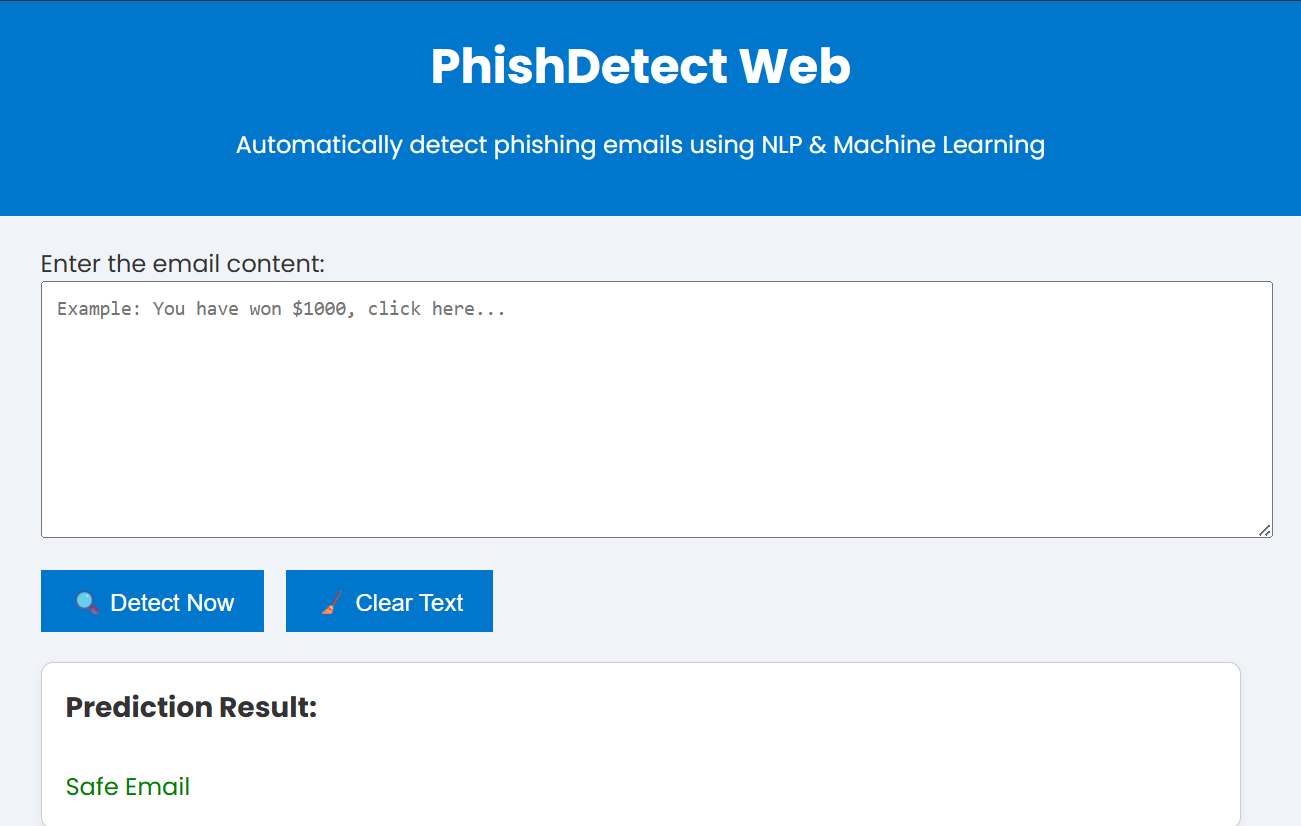 PhishDetect Web
Automatically detect phishing emails using NLP & Machine Learning
Enter the email content:
Example: You have won $1000, click here...
🔍 Detect Now
🧹 Clear Text
Prediction Result:
Safe Email